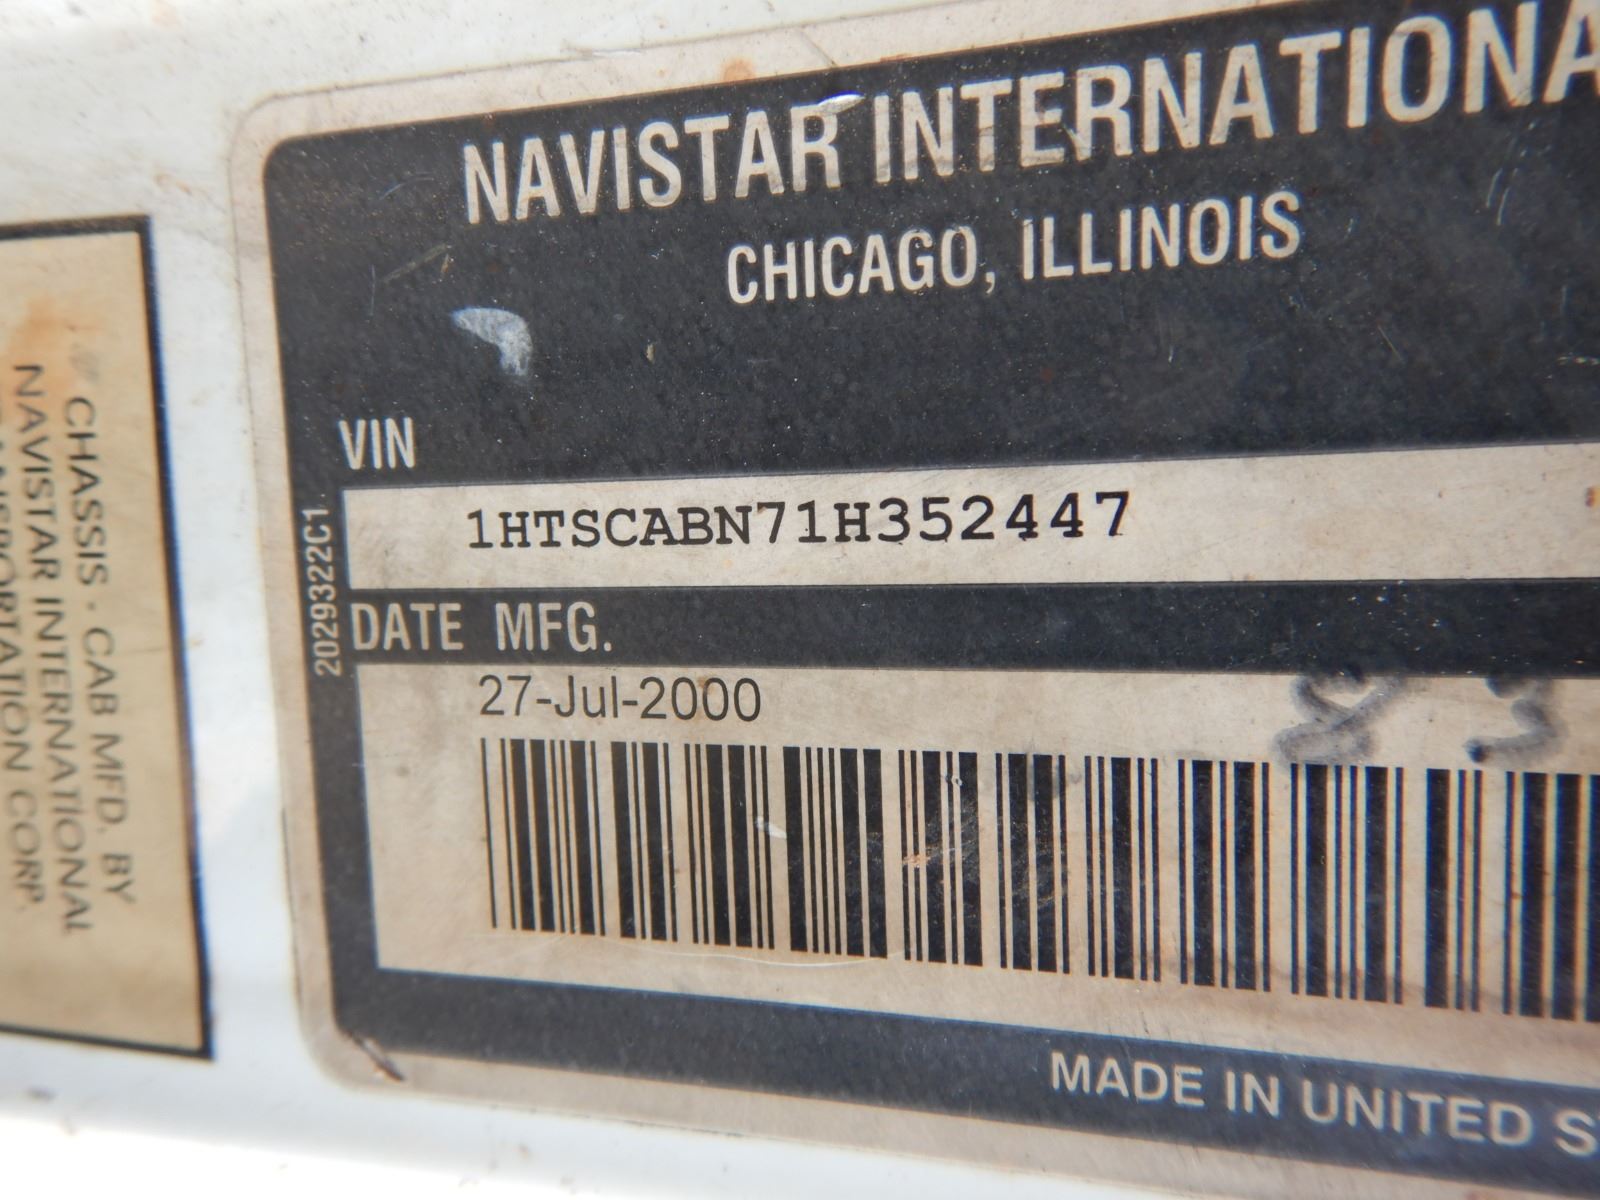 NAVISTAR INTERNATIONA
CHICAGO, ILLINOIS
VIN
1HTSCABN71H352447
2029322C1
DATE MFG.
27-Jul-2000
MADE IN UNITED S
CHASSIS - CAB MFD. BY
NAVISTAR INTERNATIONAL
CORP.